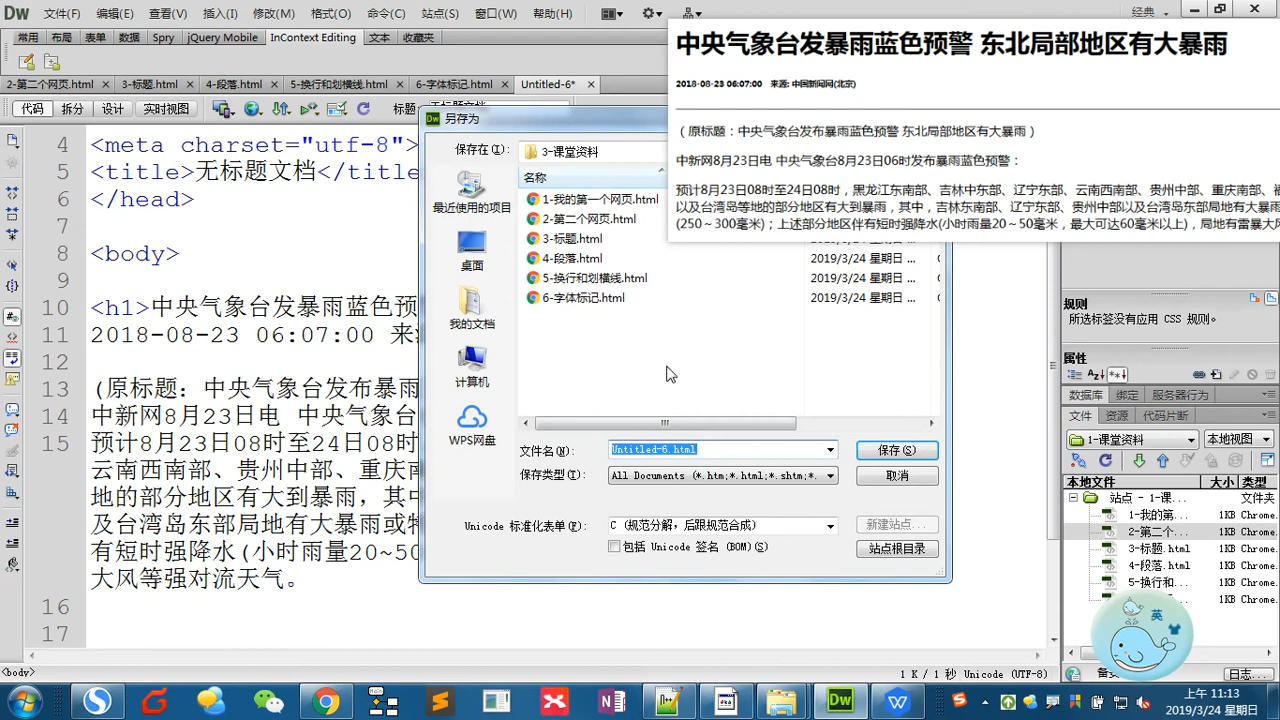 Dw 文件(F) 编辑(E) 查看(V) 插入(I) 修改(M) 格式(O) 命令(C) 站点(S) 窗口(W) 帮助(H) 经典
常用 布局 表单 数据 Spry jQuery Mobile InContext Editing 文本 收藏夹
2-第二个网页.html × 3-标题.html × 4-段落.html × 5-换行和划横线.html × 6-字体标记.html × Untitled-6* ×
代码 拆分 设计 实时视图 标题:
中央气象台发暴雨蓝色预警 东北局部地区有大暴雨
2018-08-23 06:07:00 来源: 中国新闻网(北京)
（原标题：中央气象台发布暴雨蓝色预警 东北局部地区有大暴雨）
中新网8月23日电 中央气象台8月23日06时发布暴雨蓝色预警：
预计8月23日08时至24日08时，黑龙江东南部、吉林中东部、辽宁东部、云南西南部、贵州中部、重庆南部、
以及台湾岛等地的部分地区有大到暴雨，其中，吉林东南部、辽宁东部、贵州中部以及台湾岛东部局地有大暴雨
(250～300毫米)；上述部分地区伴有短时强降水(小时雨量20～50毫米，最大可达60毫米以上)，局地有雷暴大风
4 <meta charset="utf-8">
5 <title>无标题文档</title
6 </head>
7
8 <body>
9
10 <h1>中央气象台发暴雨蓝色预
11 2018-08-23 06:07:00 来
12
13 (原标题：中央气象台发布暴雨
14 中新网8月23日电 中央气象台
15 预计8月23日08时至24日08时
云南西南部、贵州中部、重庆南
地的部分地区有大到暴雨，其中
及台湾岛东部局地有大暴雨或特
有短时强降水(小时雨量20~50
大风等强对流天气。
16
17
<body>
1 K / 1 秒 Unicode (UTF-8)
Dw 另存为
保存在(I): 3-课堂资料
名称
1-我的第一个网页.html
2-第二个网页.html
3-标题.html 2019/3/24 星期日 ...
4-段落.html 2019/3/24 星期日 ...
5-换行和划横线.html 2019/3/24 星期日 ...
6-字体标记.html 2019/3/24 星期日 ...
最近使用的项目
桌面
我的文档
计算机
WPS网盘
文件名(N): Untitled-6.html 保存(S)
保存类型(T): All Documents (*.htm;*.html;*.shtm;*. 取消
Unicode 标准化表单(F): C (规范分解，后跟规范合成) 新建站点...
包括 Unicode 签名 (BOM)(S) 站点根目录
规则
所选标签没有应用 CSS 规则。
属性
数据库 绑定 服务器行为
文件 资源 代码片断
1-课堂资料 本地视图
本地文件 大小 类型
站点 - 1-课... 文件夹
1-我的第... 1KB Chrome.
2-第二个... 1KB Chrome.
3-标题.html 1KB Chrome.
4-段落.html 1KB Chrome.
5-换行和... 1KB Chrome.
1KB Chrome.
英
日志...
上午 11:13
2019/3/24 星期日